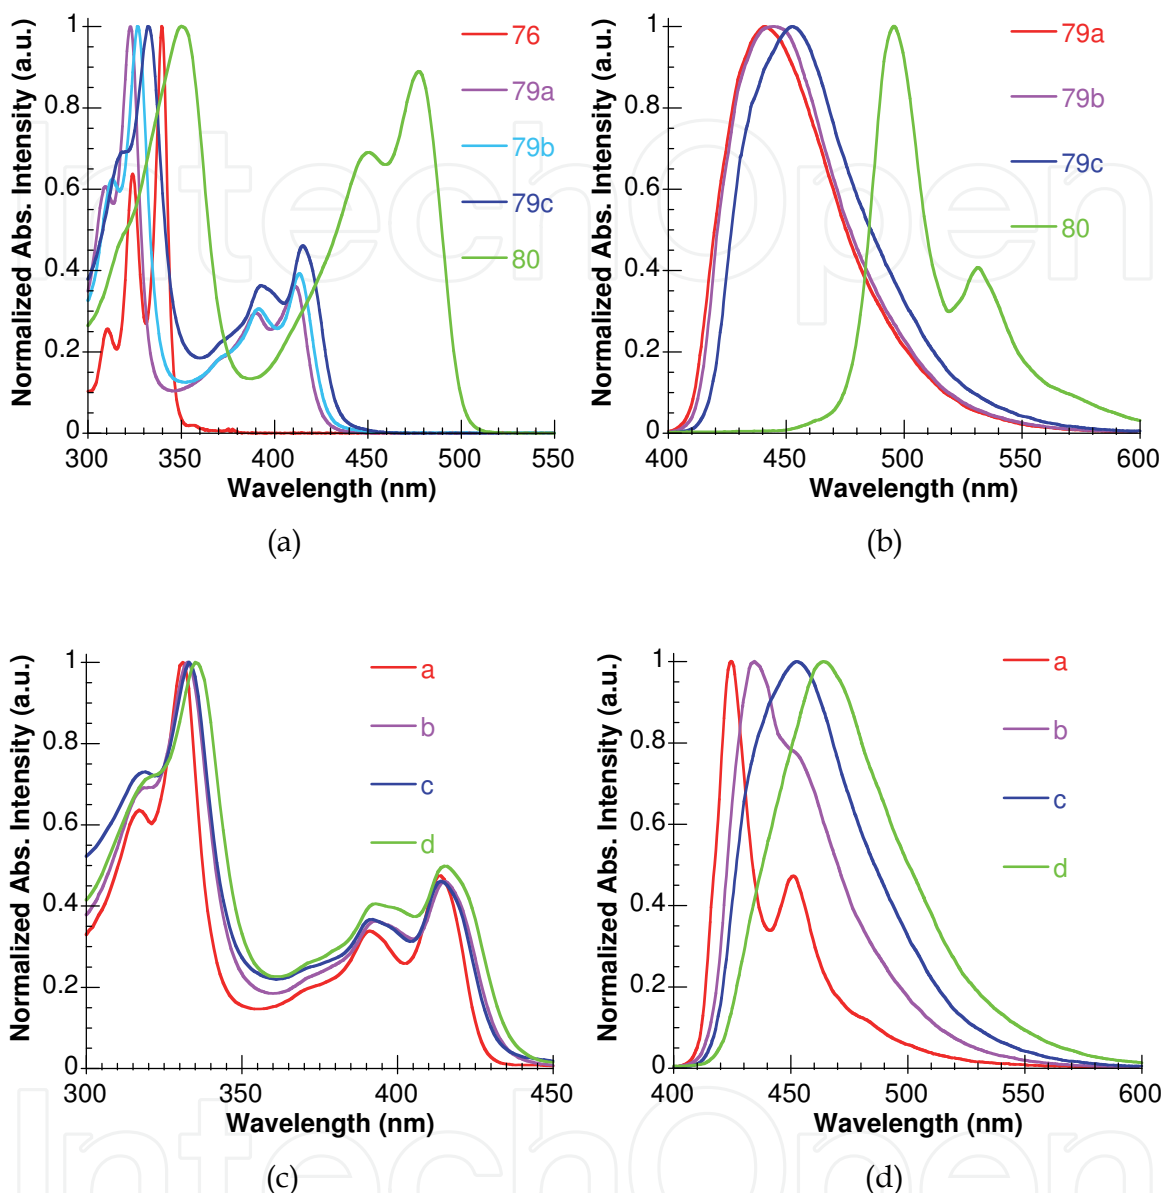 Normalized Abs. Intensity (a.u.)
1
0.8
0.6
0.4
0.2
0
300 350 400 450 500 550
Wavelength (nm)
76
79a
79b
79c
80
(a)
Normalized Abs. Intensity (a.u.)
1
0.8
0.6
0.4
0.2
0
400 450 500 550 600
Wavelength (nm)
79a
79b
79c
80
(b)
Normalized Abs. Intensity (a.u.)
1
0.8
0.6
0.4
0.2
0
300 350 400 450
Wavelength (nm)
a
b
c
d
(c)
Normalized Abs. Intensity (a.u.)
1
0.8
0.6
0.4
0.2
0
400 450 500 550 600
Wavelength (nm)
a
b
c
d
(d)
IntechOpen
IntechOpen